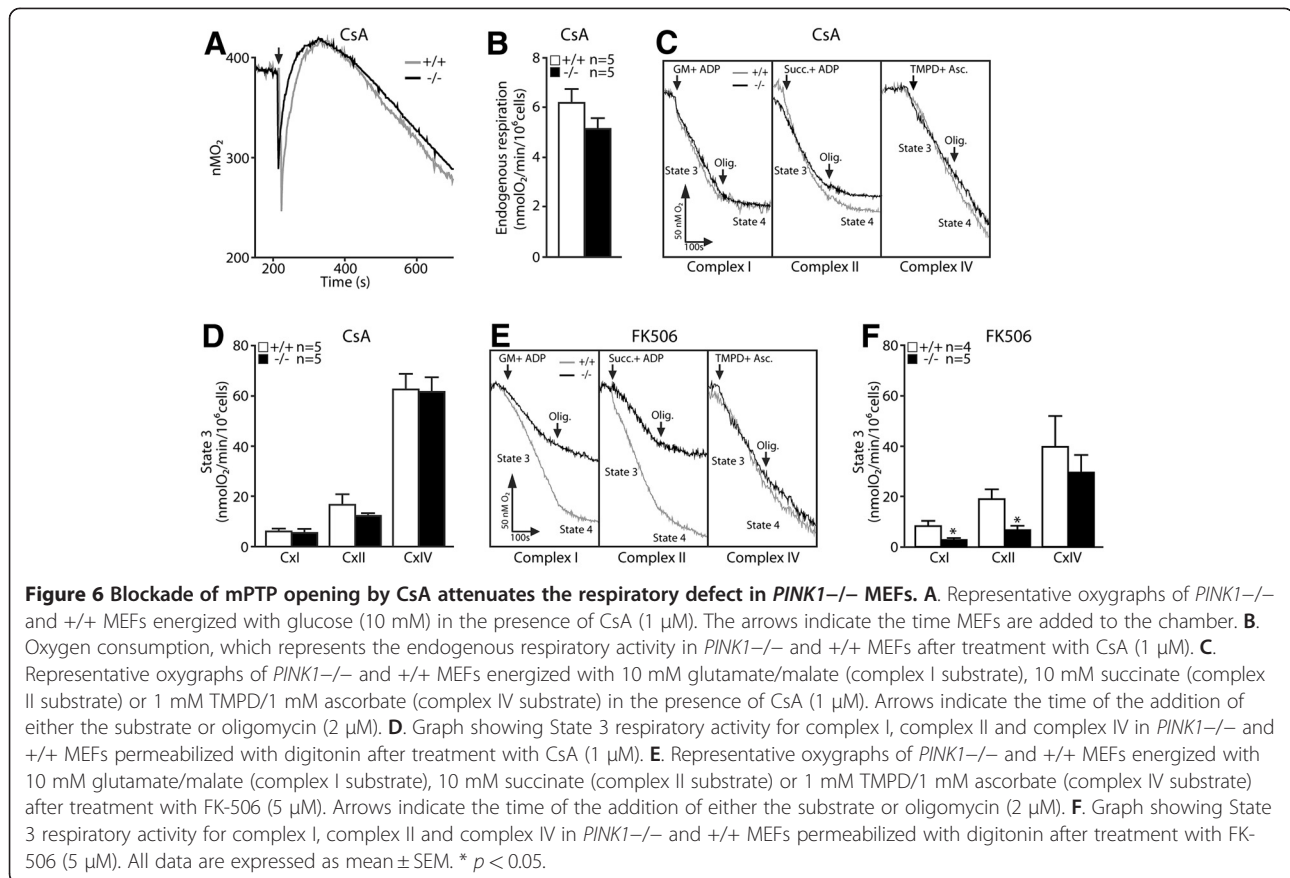 A
CsA
400
300
200
nMO₂
+/+
-/-
200
400
600
Time (s)
B
CsA
+/+ n=5
-/- n=5
8
6
4
2
0
Endogenous respiration
(nmolO₂/min/10⁶cells)
C
CsA
GM+ ADP
+/+
-/-
Succ.+ ADP
TMPD+ Asc.
State 3
Olig.
State 4
50 nM O₂
100s
State 3
Olig.
State 4
State 3
Olig.
Complex I
Complex II
Complex IV
State 4
D
CsA
+/+ n=5
-/- n=5
80
60
40
20
0
State 3
(nmolO₂/min/10⁶cells)
CxI
CxII
CxIV
E
FK506
GM+ ADP
+/+
-/-
Succ.+ ADP
TMPD+ Asc.
Olig.
State 3
State 4
50 nM O₂
100s
Olig.
State 3
State 4
State 3
Olig.
State 4
Complex I
Complex II
Complex IV
F
FK506
+/+ n=4
-/- n=5
80
60
40
20
0
State 3
(nmolO₂/min/10⁶cells)
*
*
CxI
CxII
CxIV
Figure 6 Blockade of mPTP opening by CsA attenuates the respiratory defect in PINK1−/− MEFs. A. Representative oxygraphs of PINK1−/−
and +/+ MEFs energized with glucose (10 mM) in the presence of CsA (1 μM). The arrows indicate the time MEFs are added to the chamber. B.
Oxygen consumption, which represents the endogenous respiratory activity in PINK1−/− and +/+ MEFs after treatment with CsA (1 μM). C.
Representative oxygraphs of PINK1−/− and +/+ MEFs energized with 10 mM glutamate/malate (complex I substrate), 10 mM succinate (complex
II substrate) or 1 mM TMPD/1 mM ascorbate (complex IV substrate) in the presence of CsA (1 μM). Arrows indicate the time of the addition of
either the substrate or oligomycin (2 μM). D. Graph showing State 3 respiratory activity for complex I, complex II and complex IV in PINK1−/− and
+/+ MEFs permeabilized with digitonin after treatment with CsA (1 μM). E. Representative oxygraphs of PINK1−/− and +/+ MEFs energized with
10 mM glutamate/malate (complex I substrate), 10 mM succinate (complex II substrate) or 1 mM TMPD/1 mM ascorbate (complex IV substrate)
after treatment with FK-506 (5 μM). Arrows indicate the time of the addition of either the substrate or oligomycin (2 μM). F. Graph showing State
3 respiratory activity for complex I, complex II and complex IV in PINK1−/− and +/+ MEFs permeabilized with digitonin after treatment with FK-
506 (5 μM). All data are expressed as mean ± SEM. * p < 0.05.